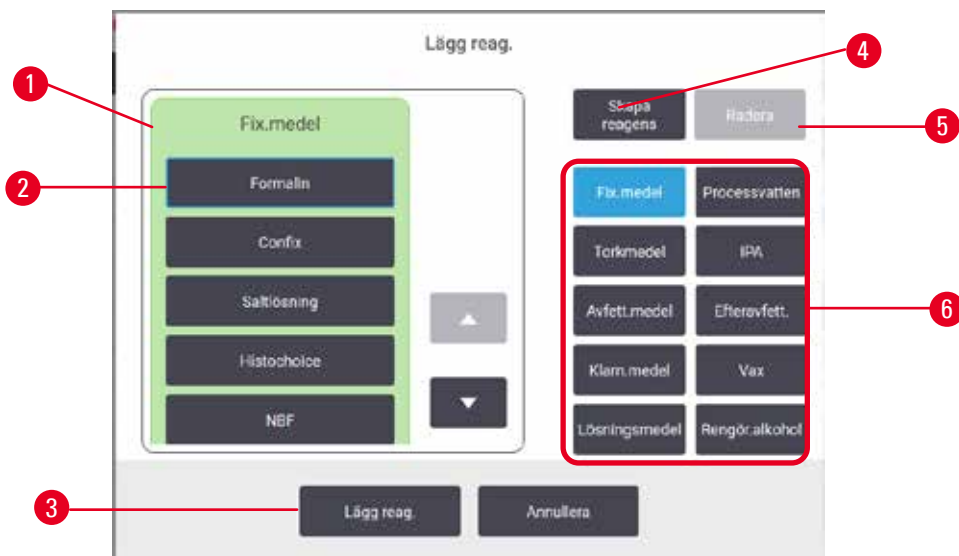 Lägg reag.
1
Fix.medel
2
Formalin
Confix
Saltlösning
Histochoice
NBF
4
Skapa
reagens
Radera
5
Fix.medel
Processvatten
Torkmedel
IPA
Avfett.medel
Efteravfett.
6
Klarn.medel
Vax
Lösningsmedel
Rengör.alkohol
3
Lägg reag.
Annullera